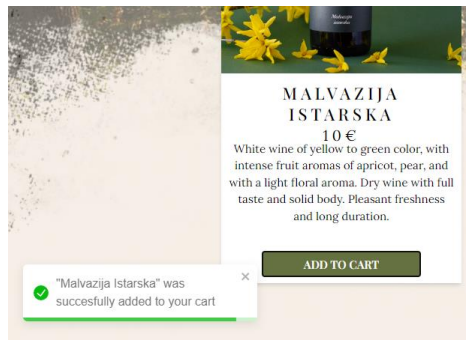 Malvazija
istarska
MALVAZIJA
ISTARSKA
10 €
White wine of yellow to green color, with
intense fruit aromas of apricot, pear, and
with a light floral aroma. Dry wine with full
taste and solid body. Pleasant freshness
and long duration.
ADD TO CART
"Malvazija Istarska" was
succesfully added to your cart